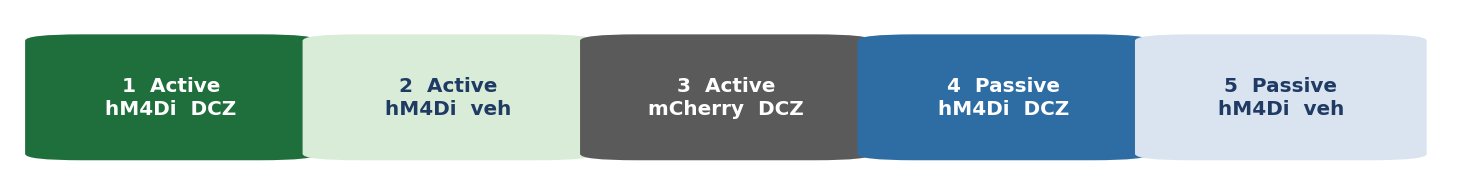 1  Active
hM4Di  DCZ
2  Active
hM4Di  veh
3  Active
mCherry  DCZ
4  Passive
hM4Di  DCZ
5  Passive
hM4Di  veh